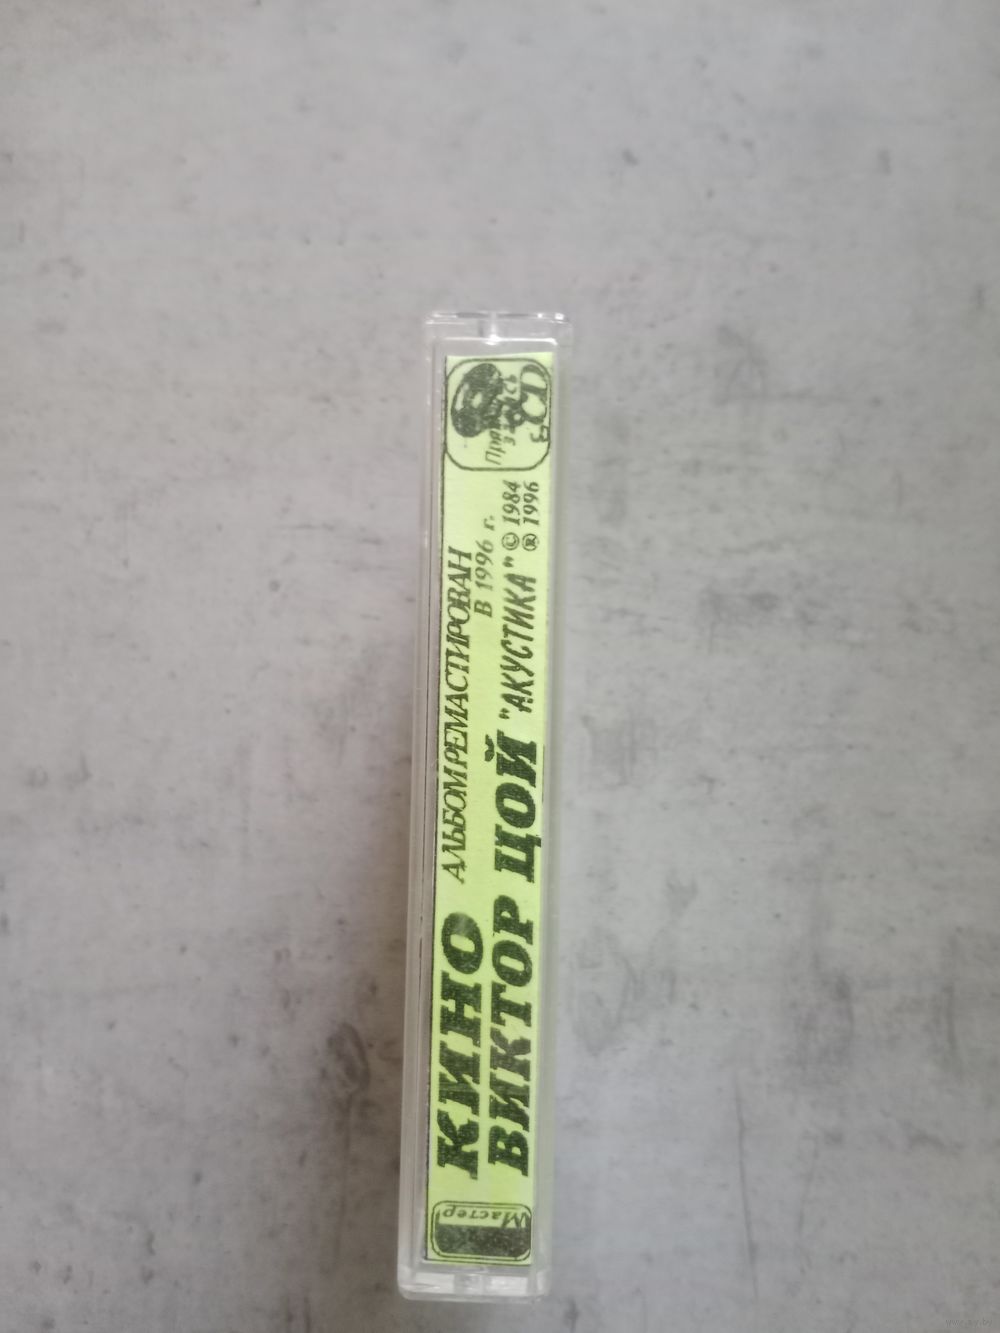 Мастер
КИНО
АЛЬБОМ РЕМАСТИРОВАН
В 1996 г.
ВИКТОР ЦОЙ "АКУСТИКА"
© 1984
® 1996
с CD